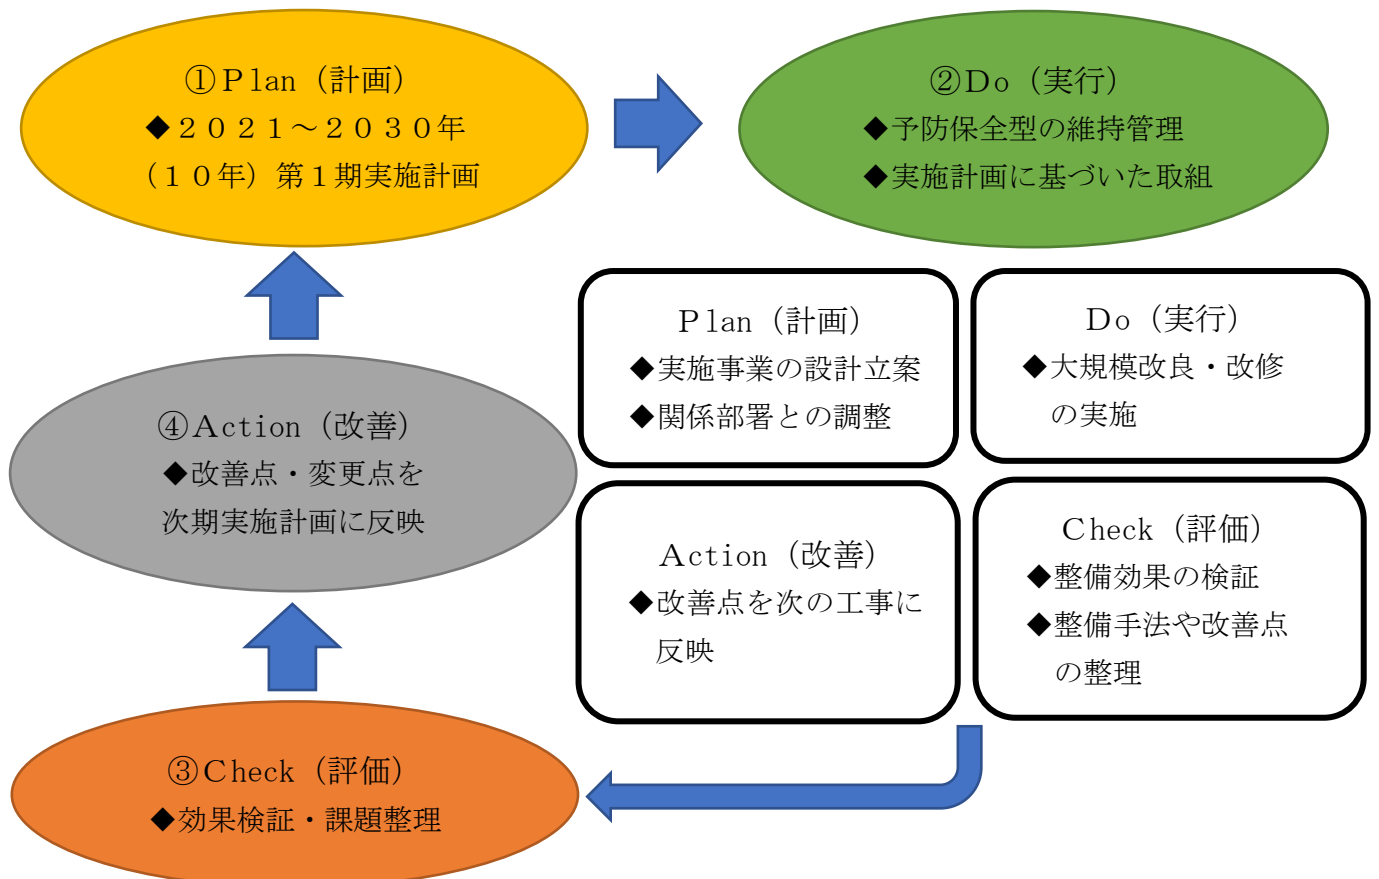 ①Ｐlan（計画）
◆２０２１～２０３０年
（１０年）第１期実施計画
②Ｄo（実行）
◆予防保全型の維持管理
◆実施計画に基づいた取組
Ｐlan（計画）
◆実施事業の設計立案
◆関係部署との調整
Ｄo（実行）
◆大規模改良・改修
の実施
④Ａction（改善）
◆改善点・変更点を
次期実施計画に反映
Ａction（改善）
◆改善点を次の工事に
反映
Ｃheck（評価）
◆整備効果の検証
◆整備手法や改善点
の整理
③Ｃheck（評価）
◆効果検証・課題整理